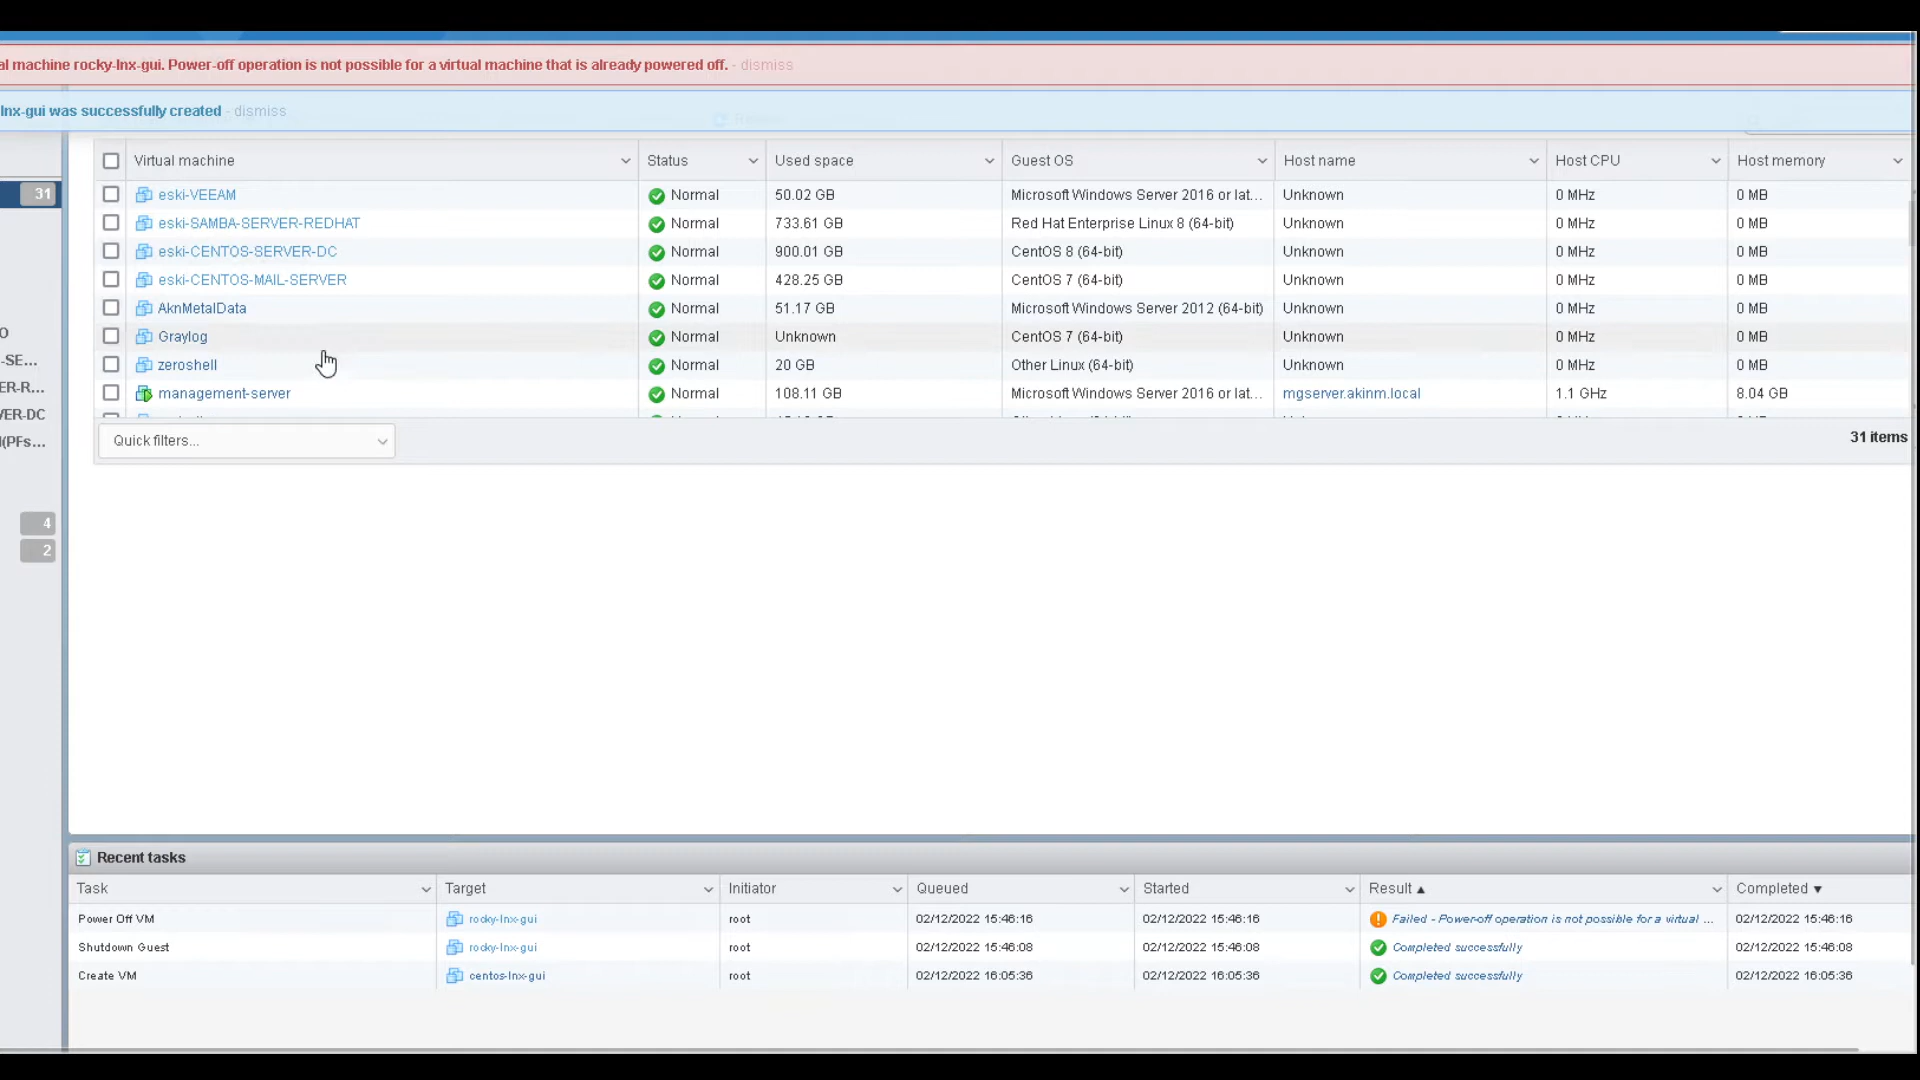 al machine rocky-lnx-gui. Power-off operation is not possible for a virtual machine that is already powered off. - dismiss
lnx-gui was successfully created - dismiss
Virtual machine Status Used space Guest OS Host name Host CPU Host memory
31 eski-VEEAM Normal 50.02 GB Microsoft Windows Server 2016 or lat... Unknown 0 MHz 0 MB
eski-SAMBA-SERVER-REDHAT Normal 733.61 GB Red Hat Enterprise Linux 8 (64-bit) Unknown 0 MHz 0 MB
eski-CENTOS-SERVER-DC Normal 900.01 GB CentOS 8 (64-bit) Unknown 0 MHz 0 MB
eski-CENTOS-MAIL-SERVER Normal 428.25 GB CentOS 7 (64-bit) Unknown 0 MHz 0 MB
AknMetalData Normal 51.17 GB Microsoft Windows Server 2012 (64-bit) Unknown 0 MHz 0 MB
O Graylog Normal Unknown CentOS 7 (64-bit) Unknown 0 MHz 0 MB
-SE... zeroshell Normal 20 GB Other Linux (64-bit) Unknown 0 MHz 0 MB
ER-R... management-server Normal 108.11 GB Microsoft Windows Server 2016 or lat... mgserver.akinm.local 1.1 GHz 8.04 GB
VER-DC
(PFs... Quick filters... 31 items
4
2
Recent tasks
Task Target Initiator Queued Started Result ▲ Completed ▼
Power Off VM rocky-lnx-gui root 02/12/2022 15:46:16 02/12/2022 15:46:16 Failed - Power-off operation is not possible for a virtual ... 02/12/2022 15:46:16
Shutdown Guest rocky-lnx-gui root 02/12/2022 15:46:08 02/12/2022 15:46:08 Completed successfully 02/12/2022 15:46:08
Create VM centos-lnx-gui root 02/12/2022 16:05:36 02/12/2022 16:05:36 Completed successfully 02/12/2022 16:05:36